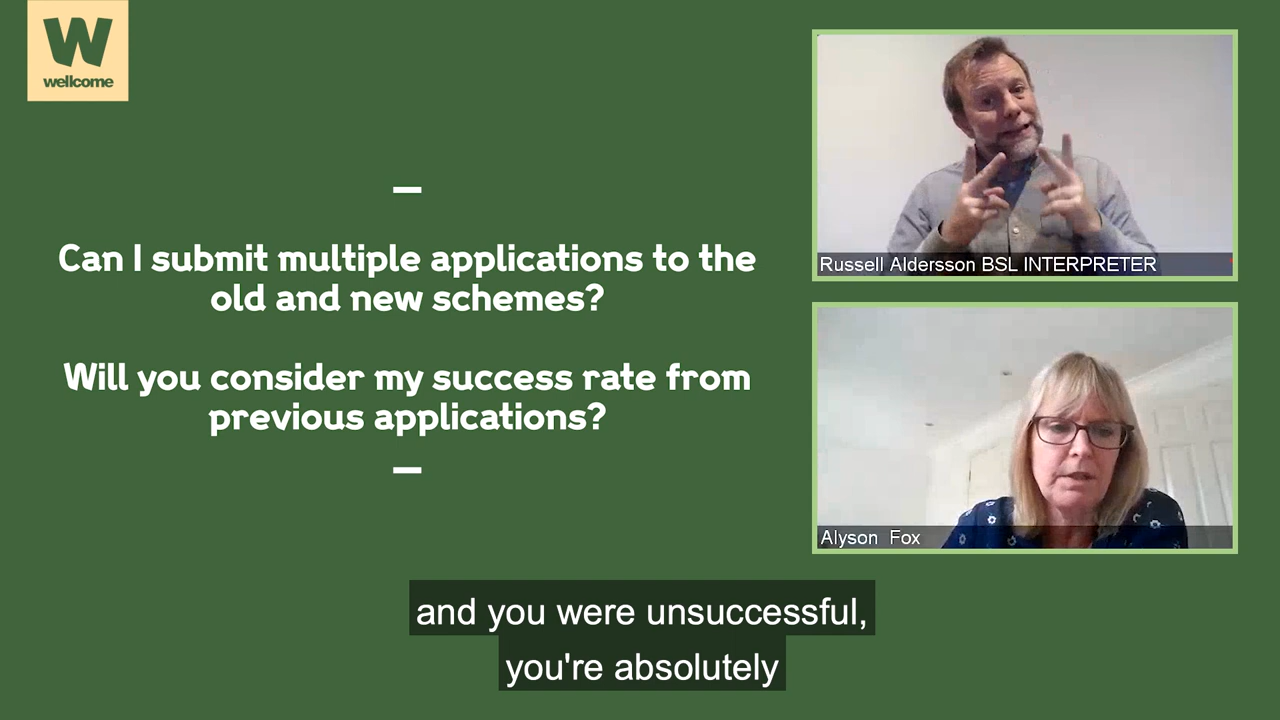 W
wellcome
Can I submit multiple applications to the
old and new schemes?
Will you consider my success rate from
previous applications?
Russell Aldersson BSL INTERPRETER
Alyson Fox
and you were unsuccessful,
you're absolutely